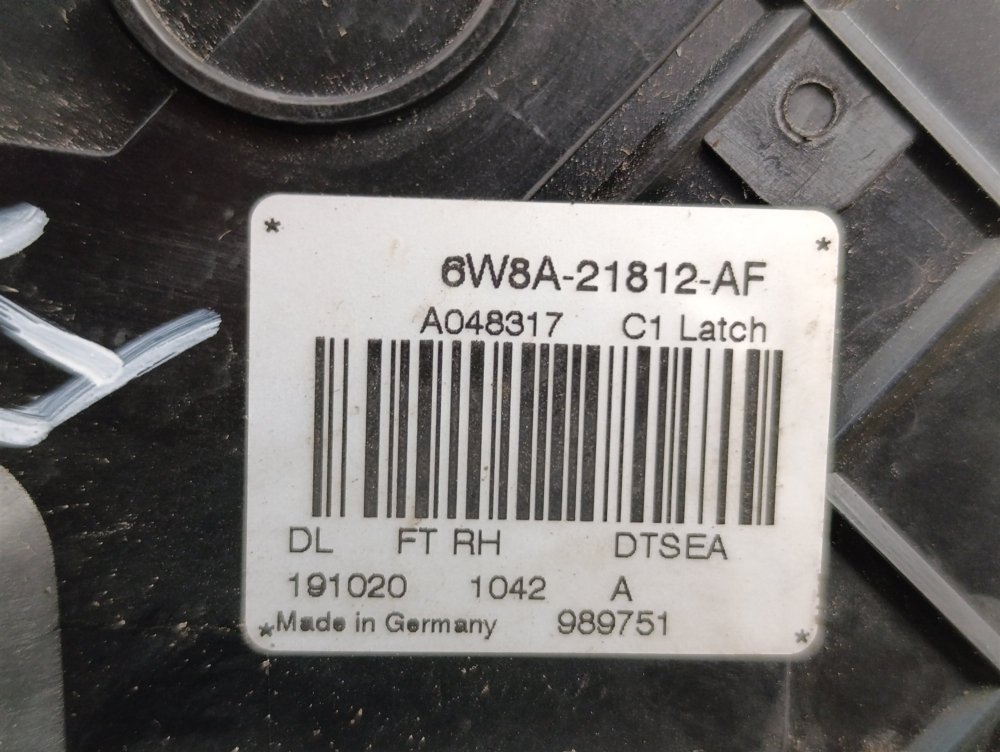 6W8A-21812-AF
A048317 C1 Latch
DL FT RH DTSEA
191020 1042 A
*Made in Germany 989751